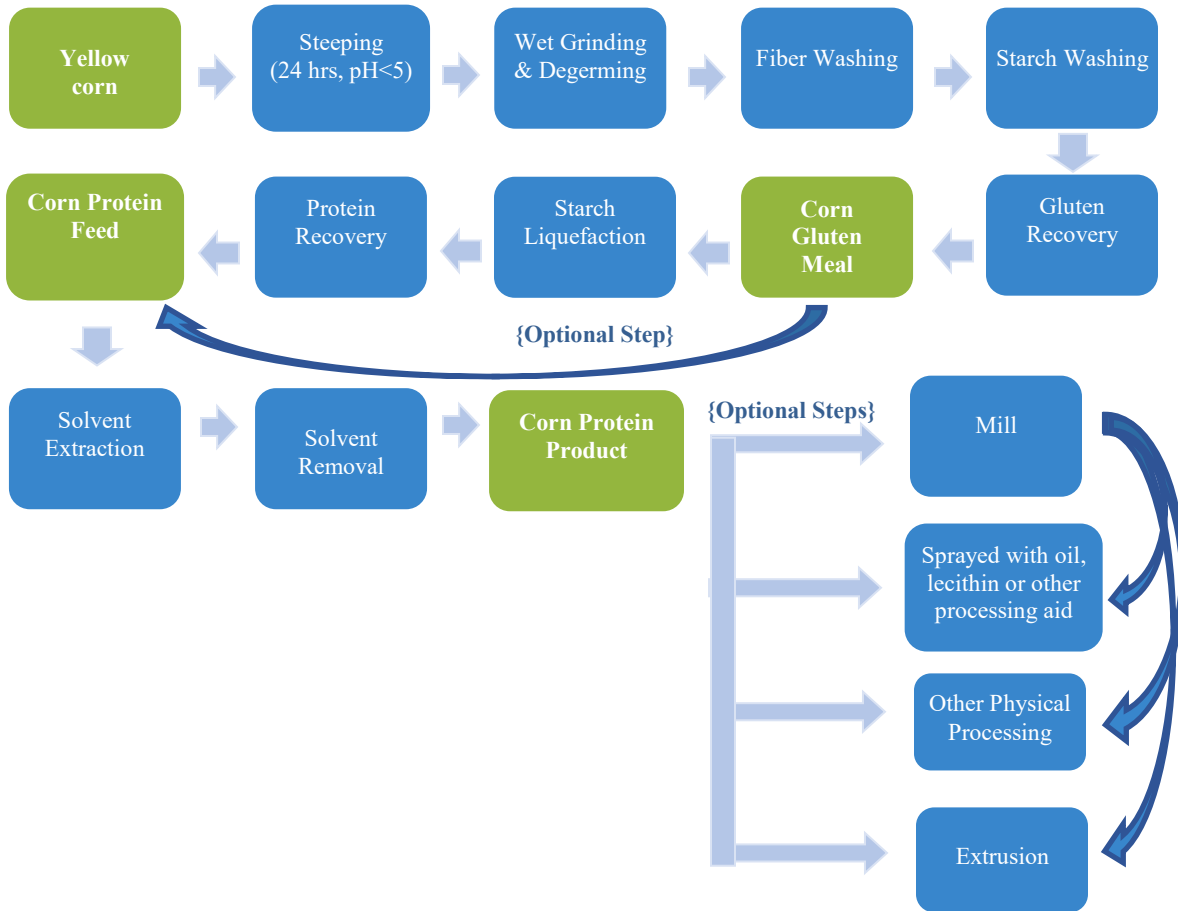 Yellow
corn
Steeping
(24 hrs, pH<5)
Wet Grinding
& Degerming
Fiber Washing
Starch Washing
Corn Protein
Feed
Protein
Recovery
Starch
Liquefaction
Corn
Gluten
Meal
Gluten
Recovery
{Optional Step}
Solvent
Extraction
Solvent
Removal
Corn Protein
Product
{Optional Steps}
Mill
Sprayed with oil,
lecithin or other
processing aid
Other Physical
Processing
Extrusion